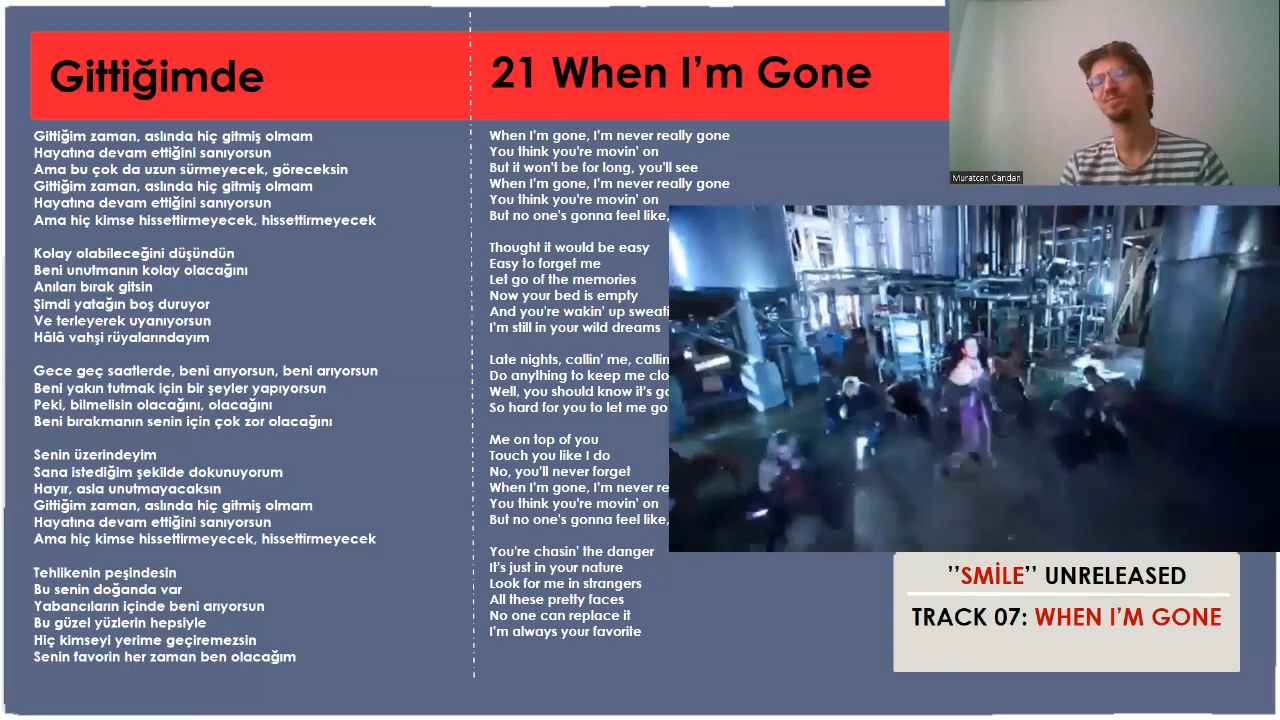 Gittiğimde
Gittiğim zaman, aslında hiç gitmiş olmam
Hayatına devam ettiğini sanıyorsun
Ama bu çok da uzun sürmeyecek, göreceksin
Gittiğim zaman, aslında hiç gitmiş olmam
Hayatına devam ettiğini sanıyorsun
Ama hiç kimse hissettirmeyecek, hissettirmeyecek
Kolay olabileceğini düşündün
Beni unutmanın kolay olacağını
Anıları bırak gitsin
Şimdi yatağın boş duruyor
Ve terleyerek uyanıyorsun
Hâlâ vahşi rüyalarındayım
Gece geç saatlerde, beni arıyorsun, beni arıyorsun
Beni yakın tutmak için bir şeyler yapıyorsun
Peki, bilmelisin olacağını, olacağını
Beni bırakmanın senin için çok zor olacağını
Senin üzerindeyim
Sana istediğim şekilde dokunuyorum
Hayır, asla unutmayacaksın
Gittiğim zaman, aslında hiç gitmiş olmam
Hayatına devam ettiğini sanıyorsun
Ama hiç kimse hissettirmeyecek, hissettirmeyecek
Tehlikenin peşindesin
Bu senin doğanda var
Yabancıların içinde beni arıyorsun
Bu güzel yüzlerin hepsiyle
Hiç kimseyi yerime geçiremezsin
Senin favorin her zaman ben olacağım
21 When I'm Gone
When I'm gone, I'm never really gone
You think you're movin' on
But it won't be for long, you'll see
When I'm gone, I'm never really gone
You think you're movin' on
But no one's gonna feel like,
Thought it would be easy
Easy to forget me
Let go of the memories
Now your bed is empty
And you're wakin' up sweati
I'm still in your wild dreams
Late nights, callin' me, callin
Do anything to keep me clo
Well, you should know it's go
So hard for you to let me go
Me on top of you
Touch you like I do
No, you'll never forget
When I'm gone, I'm never re
You think you're movin' on
But no one's gonna feel like,
You're chasin' the danger
It's just in your nature
Look for me in strangers
All these pretty faces
No one can replace it
I'm always your favorite
Muratcan Candan
’’SMİLE’’ UNRELEASED
TRACK 07: WHEN I’M GONE